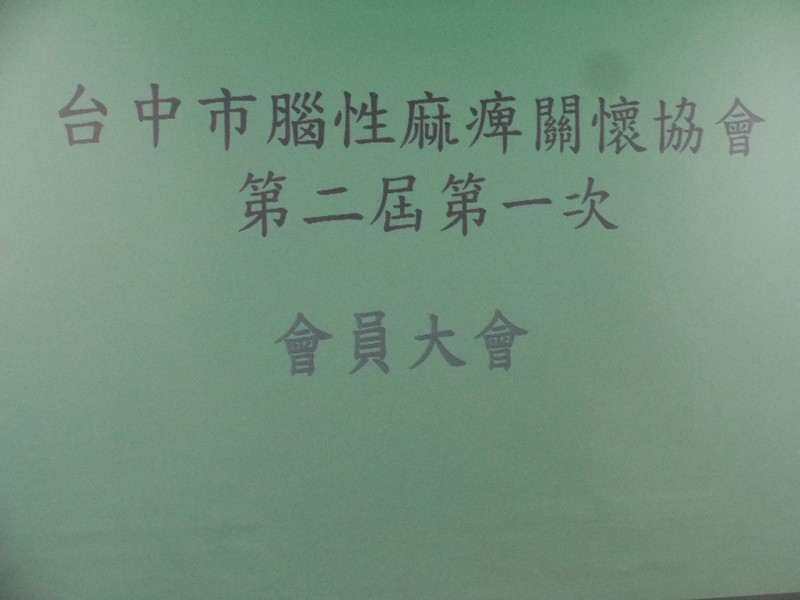 台中市腦性麻痺關懷協會
第二屆第一次
會員大會